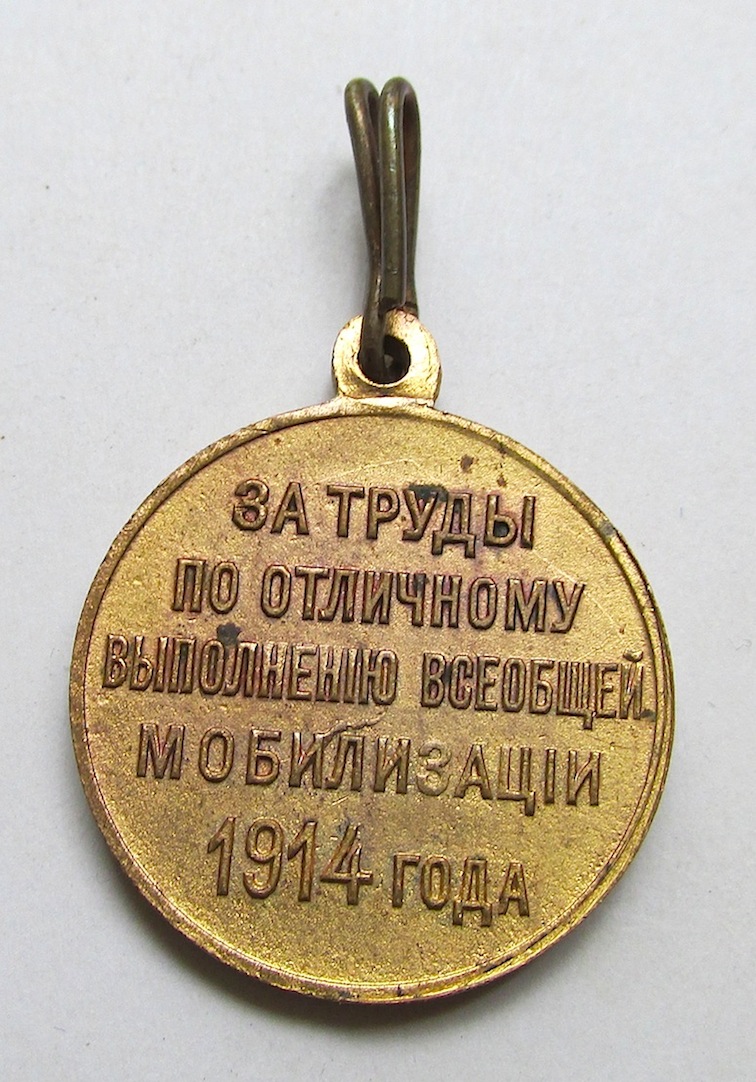 ЗА ТРУДЫ
ПО ОТЛИЧНОМУ
ВЫПОЛНЕНІЮ ВСЕОБЩЕЙ
МОБИЛИЗАЦІИ
1914 ГОДА